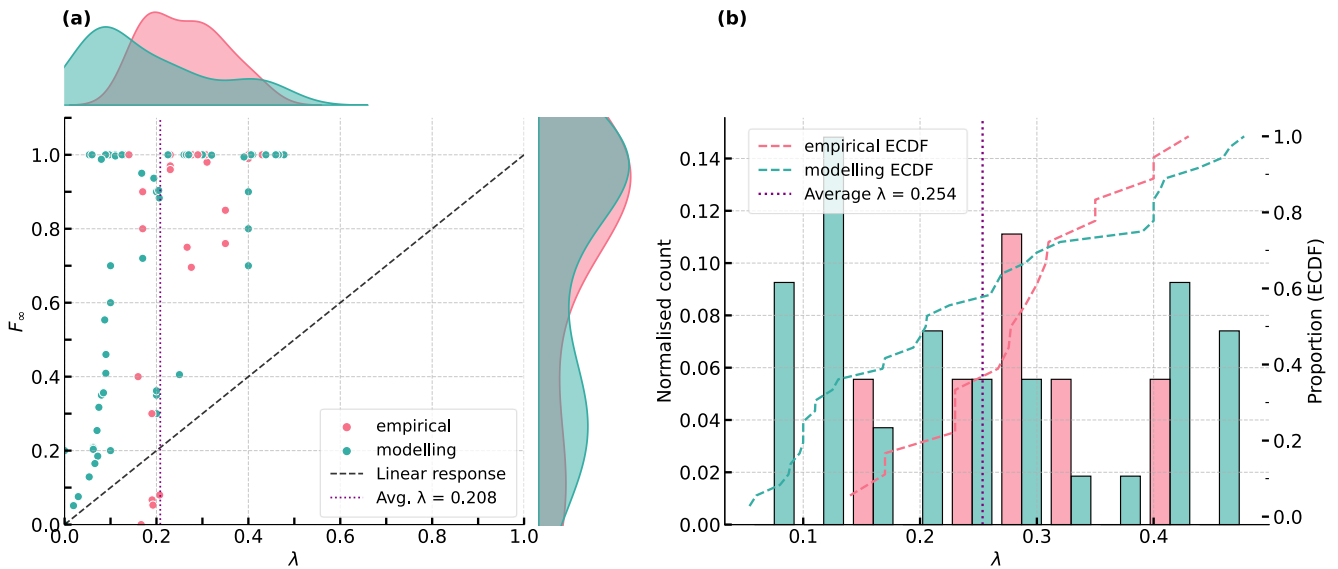 (a)
1.0
0.8
0.6
0.4
0.2
0.0
F∞
0.0
0.2
0.4
0.6
0.8
1.0
λ
empirical
modelling
Linear response
Avg. λ = 0.208
(b)
0.14
0.12
0.10
0.08
0.06
0.04
0.02
0.00
Normalised count
empirical ECDF
modelling ECDF
Average λ = 0.254
0.1
0.2
0.3
0.4
λ
1.0
0.8
0.6
0.4
0.2
0.0
Proportion (ECDF)